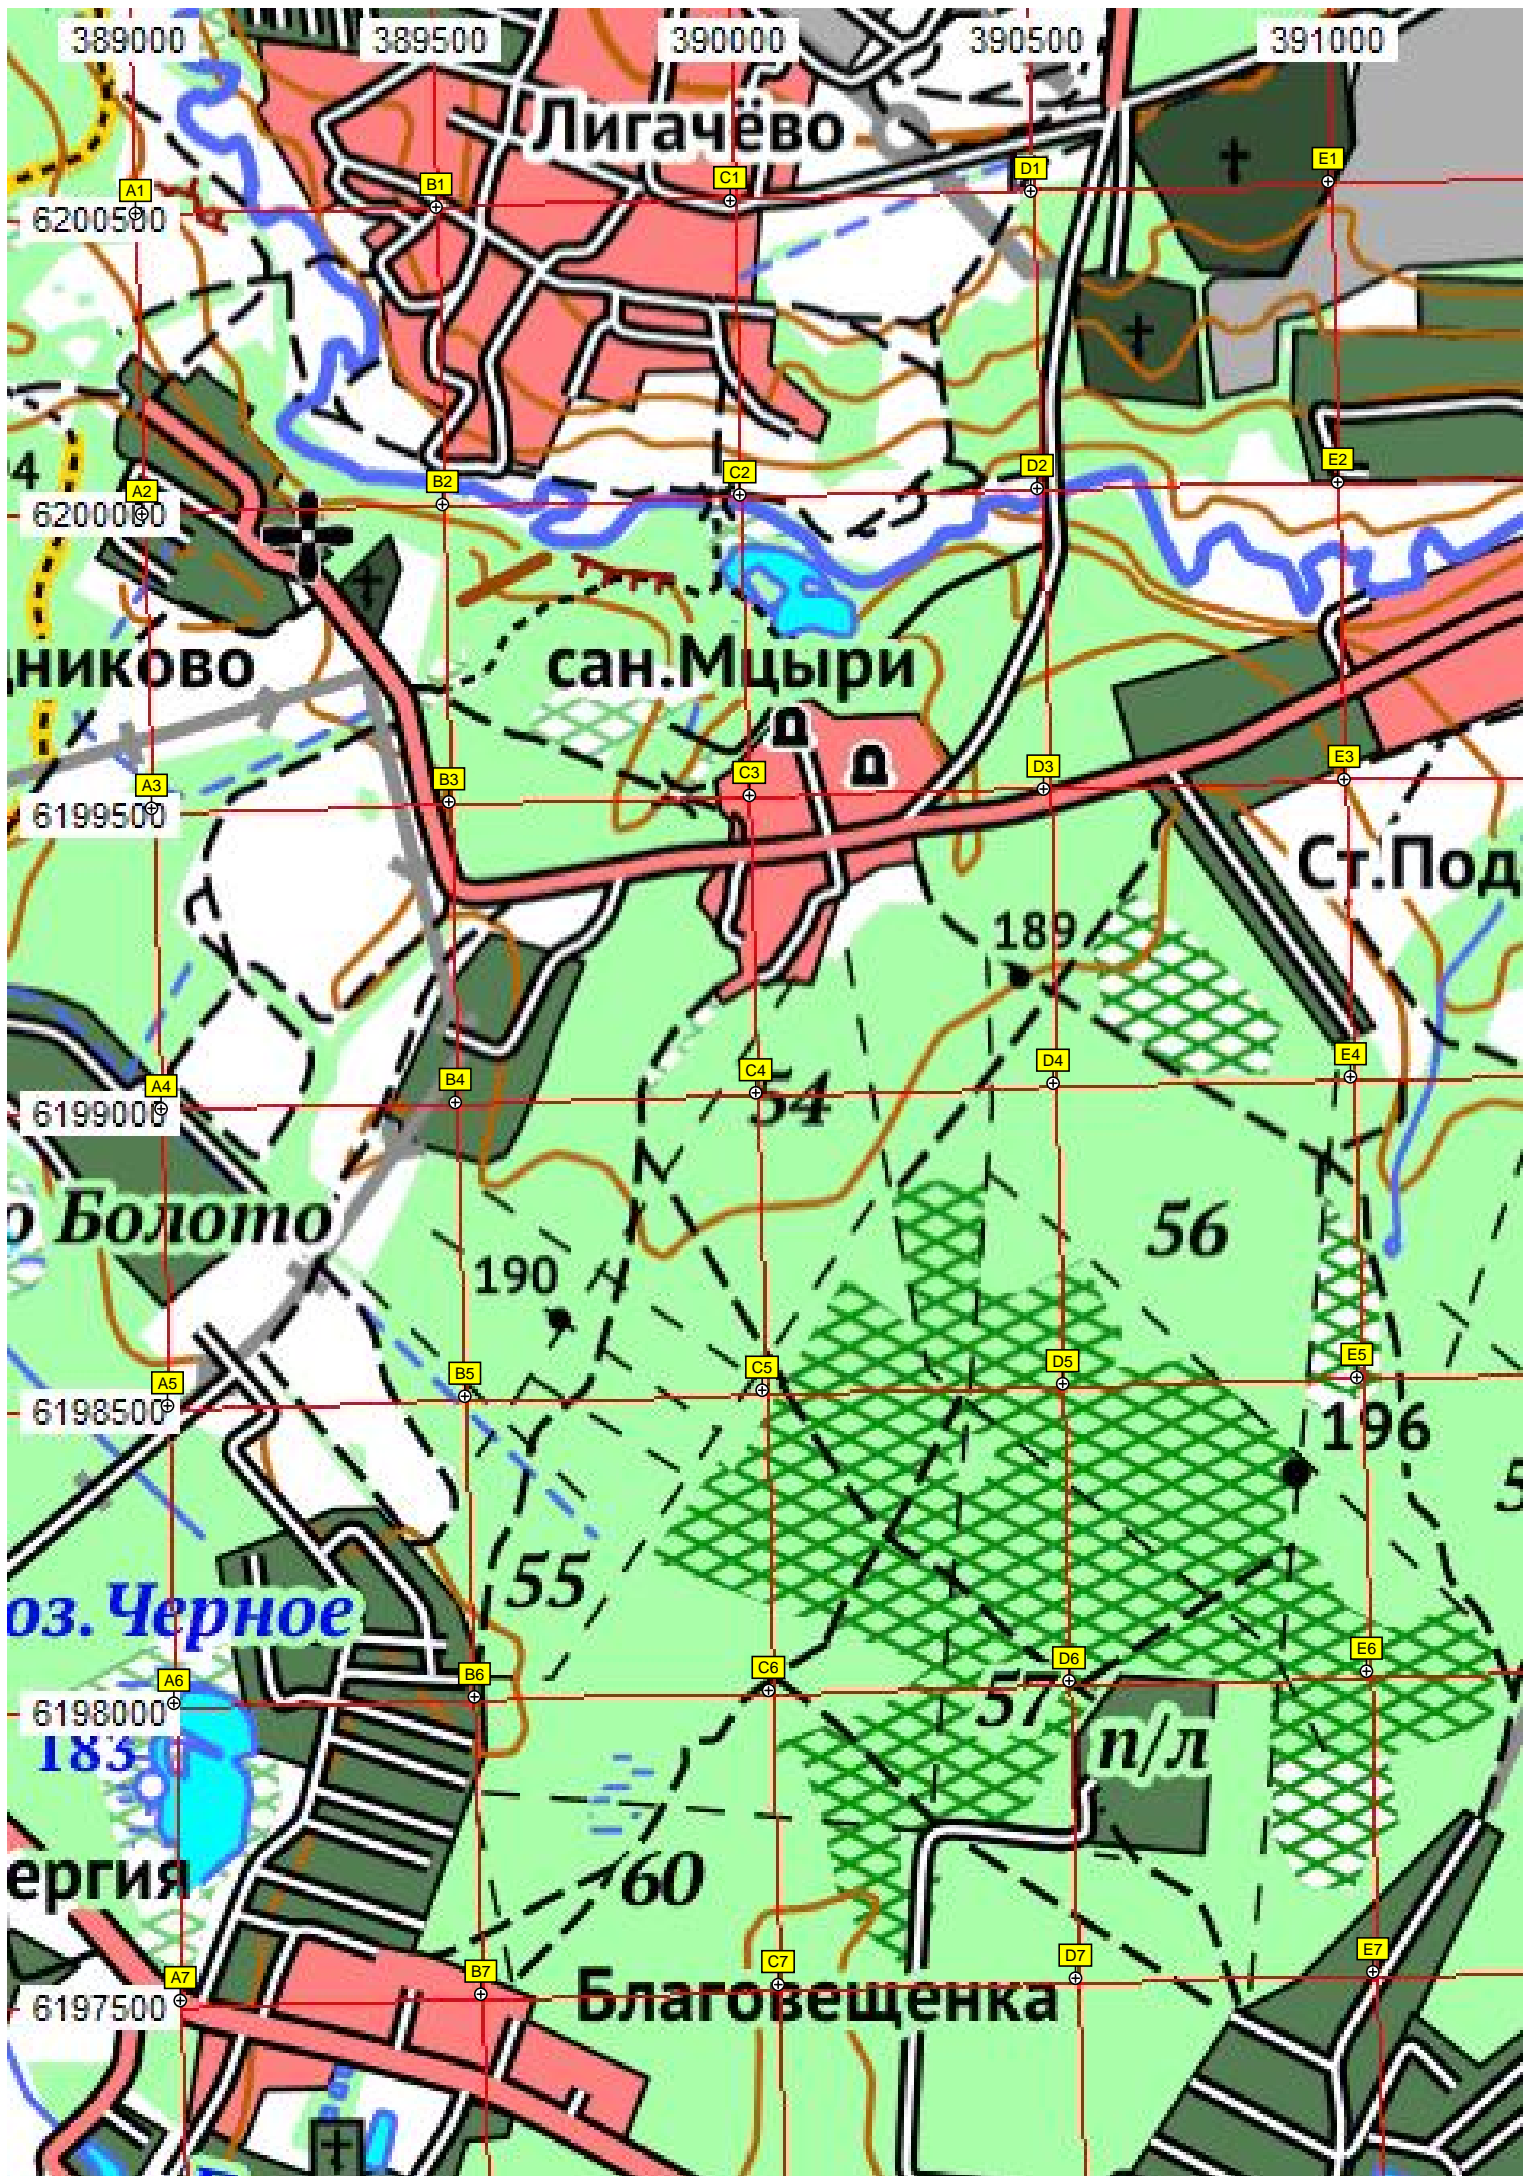 389000 389500 390000 390500 391000
Лигачёво
A1 B1 C1 D1 E1
6200500
4
A2 B2 C2 D2 E2
6200000
дниково сан.Мцыри
A3 B3 C3 D3 E3
6199500
Ст.Под
189
A4 B4 C4 D4 E4
6199000
54
о Болото 56
190
A5 B5 C5 D5 E5
6198500
196
5
55
оз.Черное
A6 B6 C6 D6 E6
6198000
57
183 п/л
ергия 60
A7 B7 C7 D7 E7
6197500
Благовещенка